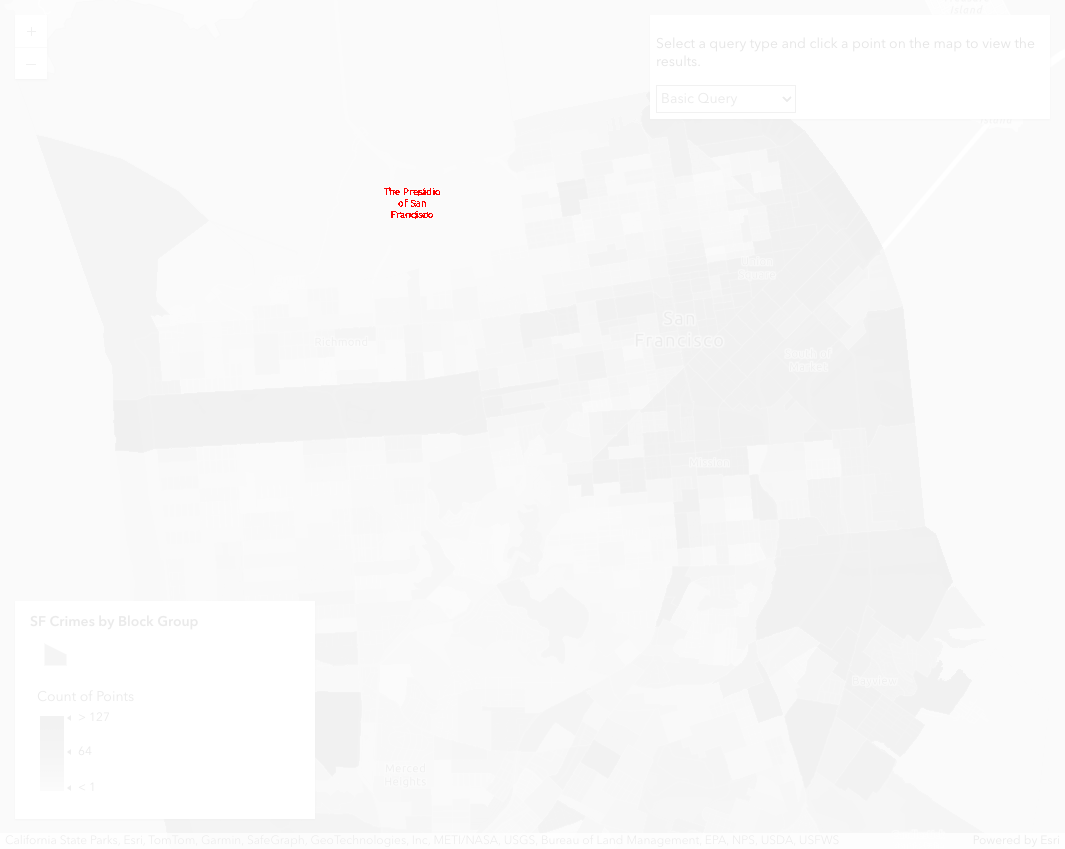 Island
+
−
Select a query type and click a point on the map to view the
results.
Basic Query
The Presidio
of San
Francisco
San
Francisco
Richmond
South of
Market
Mission
SF Crimes by Block Group
Count of Points
> 127
64
< 1
Merced
Heights
California State Parks, Esri, TomTom, Garmin, SafeGraph, GeoTechnologies, Inc, METI/NASA, USGS, Bureau of Land Management, EPA, NPS, USDA, USFWS
Powered by Esri